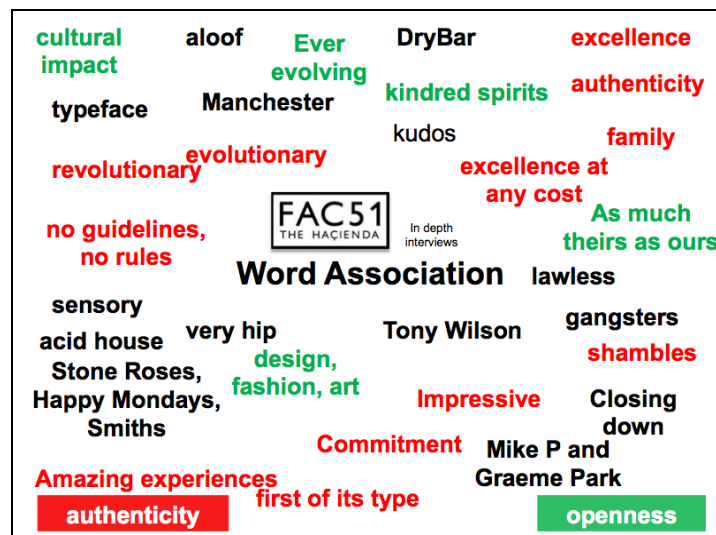 cultural
impact
aloof
Ever
evolving
DryBar
excellence
typeface
Manchester
kindred spirits
authenticity
kudos
family
revolutionary
evolutionary
excellence at
any cost
no guidelines,
no rules
FAC51
THE HAÇIENDA
In depth
interviews
As much
theirs as ours
Word Association
lawless
sensory
acid house
very hip
Tony Wilson
gangsters
shambles
Stone Roses,
Happy Mondays,
Smiths
design,
fashion, art
Impressive
Closing
down
Commitment
Mike P and
Graeme Park
Amazing experiences
first of its type
authenticity
openness